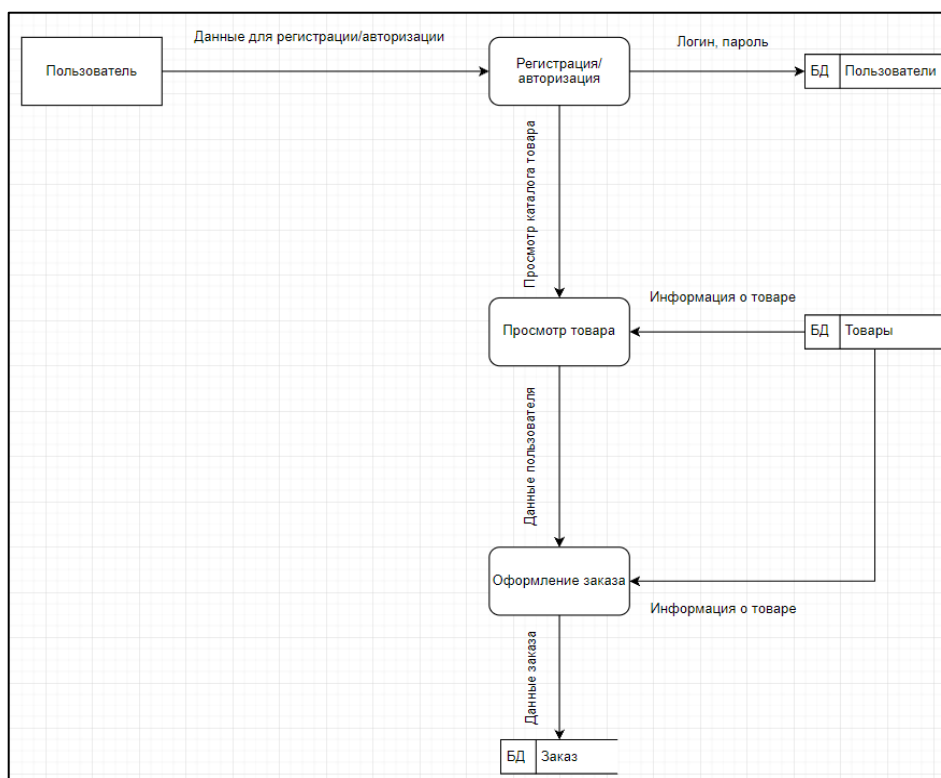 Данные для регистрации/авторизации
Пользователь
Регистрация/
авторизация
Логин, пароль
БД Пользователи
Просмотр каталога товара
Просмотр товара
Информация о товаре
БД Товары
Данные пользователя
Оформление заказа
Информация о товаре
Данные заказа
БД Заказ